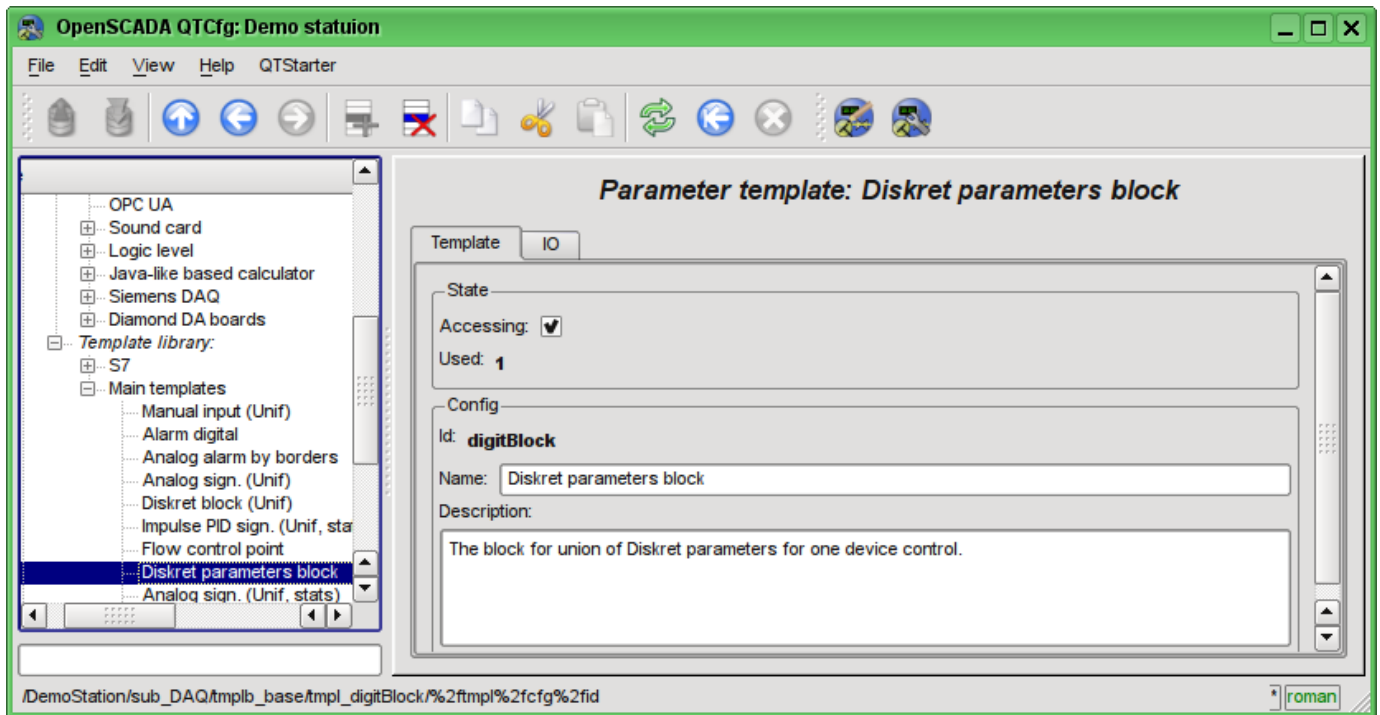 OpenSCADA QTCfg: Demo statuion
File Edit View Help QTStarter
OPC UA
Sound card
Logic level
Java-like based calculator
Siemens DAQ
Diamond DA boards
Template library:
S7
Main templates
Manual input (Unif)
Alarm digital
Analog alarm by borders
Analog sign. (Unif)
Diskret block (Unif)
Impulse PID sign. (Unif, sta
Flow control point
Diskret parameters block
Analog sign. (Unif, stats)
Parameter template: Diskret parameters block
Template IO
State
Accessing:
Used: 1
Config
Id: digitBlock
Name: Diskret parameters block
Description:
The block for union of Diskret parameters for one device control.
/DemoStation/sub_DAQ/tmplb_base/tmpl_digitBlock/%2ftmpl%2fcfg%2fid
* roman